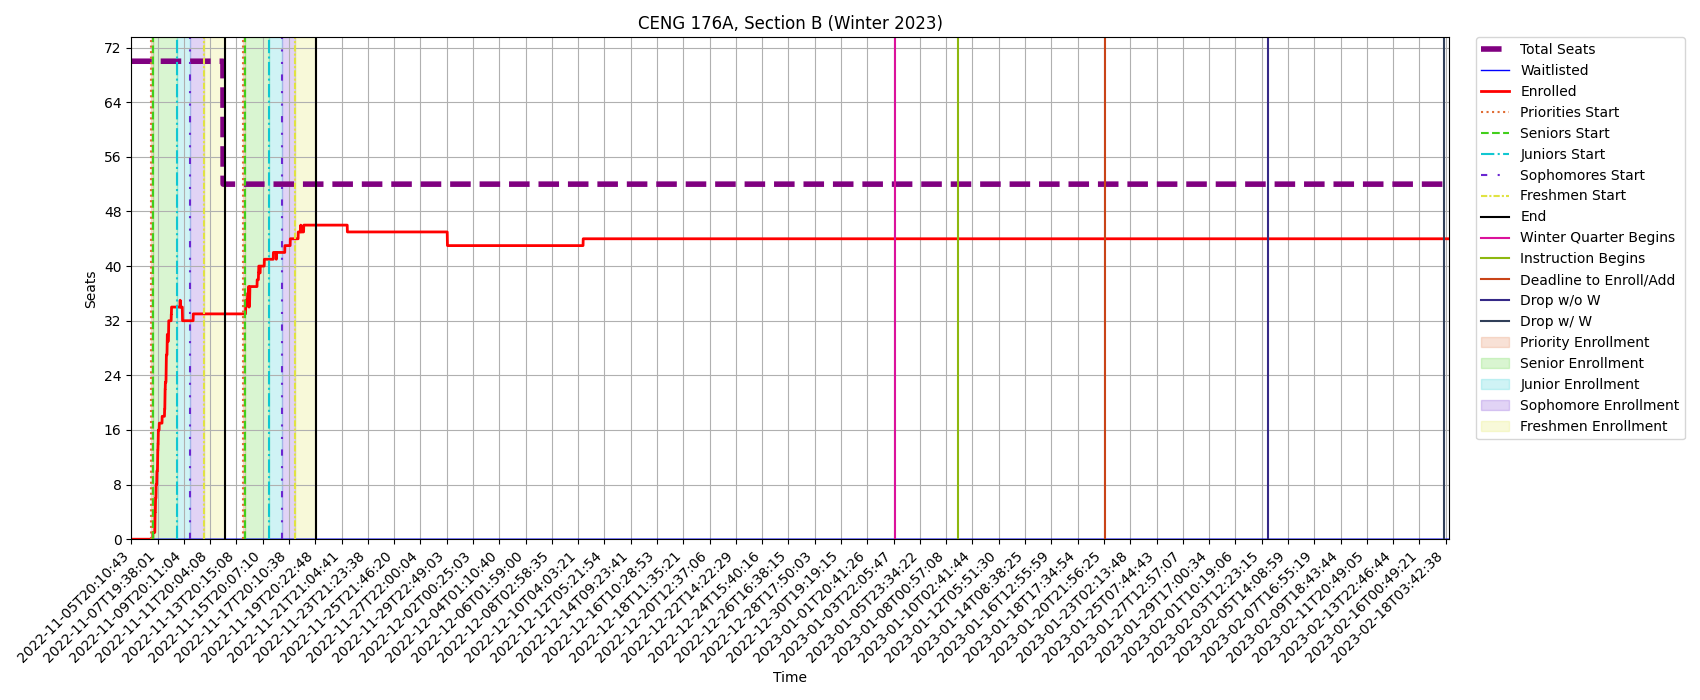 CENG 176A, Section B (Winter 2023)
72
64
56
48
40
32
24
16
8
0
Seats
2022-11-05T20:10:43
2022-11-07T19:38:01
2022-11-09T20:11:04
2022-11-11T20:04:08
2022-11-13T20:15:08
2022-11-15T20:07:10
2022-11-17T20:10:38
2022-11-19T20:22:48
2022-11-21T21:04:41
2022-11-23T21:23:38
2022-11-25T21:46:20
2022-11-27T22:00:04
2022-11-29T22:49:03
2022-12-02T00:25:03
2022-12-04T01:10:40
2022-12-06T01:59:00
2022-12-08T02:58:35
2022-12-10T04:03:21
2022-12-12T05:21:54
2022-12-14T09:23:41
2022-12-16T10:28:53
2022-12-18T11:35:21
2022-12-20T12:37:06
2022-12-22T14:22:29
2022-12-24T15:40:16
2022-12-26T16:38:15
2022-12-28T17:50:03
2022-12-30T19:19:15
2023-01-01T20:41:26
2023-01-03T22:05:47
2023-01-05T23:34:22
2023-01-08T00:57:08
2023-01-10T02:41:44
2023-01-12T05:51:30
2023-01-14T08:38:25
2023-01-16T12:55:59
2023-01-18T17:34:54
2023-01-20T21:56:25
2023-01-23T02:13:48
2023-01-25T07:44:43
2023-01-27T12:57:07
2023-01-29T17:00:34
2023-02-01T10:19:06
2023-02-03T12:23:15
2023-02-05T14:08:59
2023-02-07T16:55:19
2023-02-09T18:43:44
2023-02-11T20:49:05
2023-02-13T22:46:44
2023-02-16T00:49:21
2023-02-18T03:42:38
Time
Total Seats
Waitlisted
Enrolled
Priorities Start
Seniors Start
Juniors Start
Sophomores Start
Freshmen Start
End
Winter Quarter Begins
Instruction Begins
Deadline to Enroll/Add
Drop w/o W
Drop w/ W
Priority Enrollment
Senior Enrollment
Junior Enrollment
Sophomore Enrollment
Freshmen Enrollment